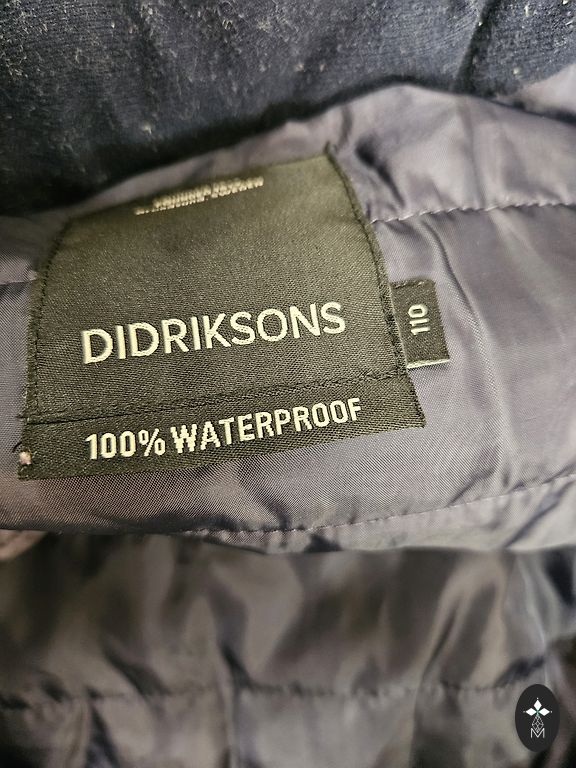 DIDRIKSONS
100% WATERPROOF
110
M